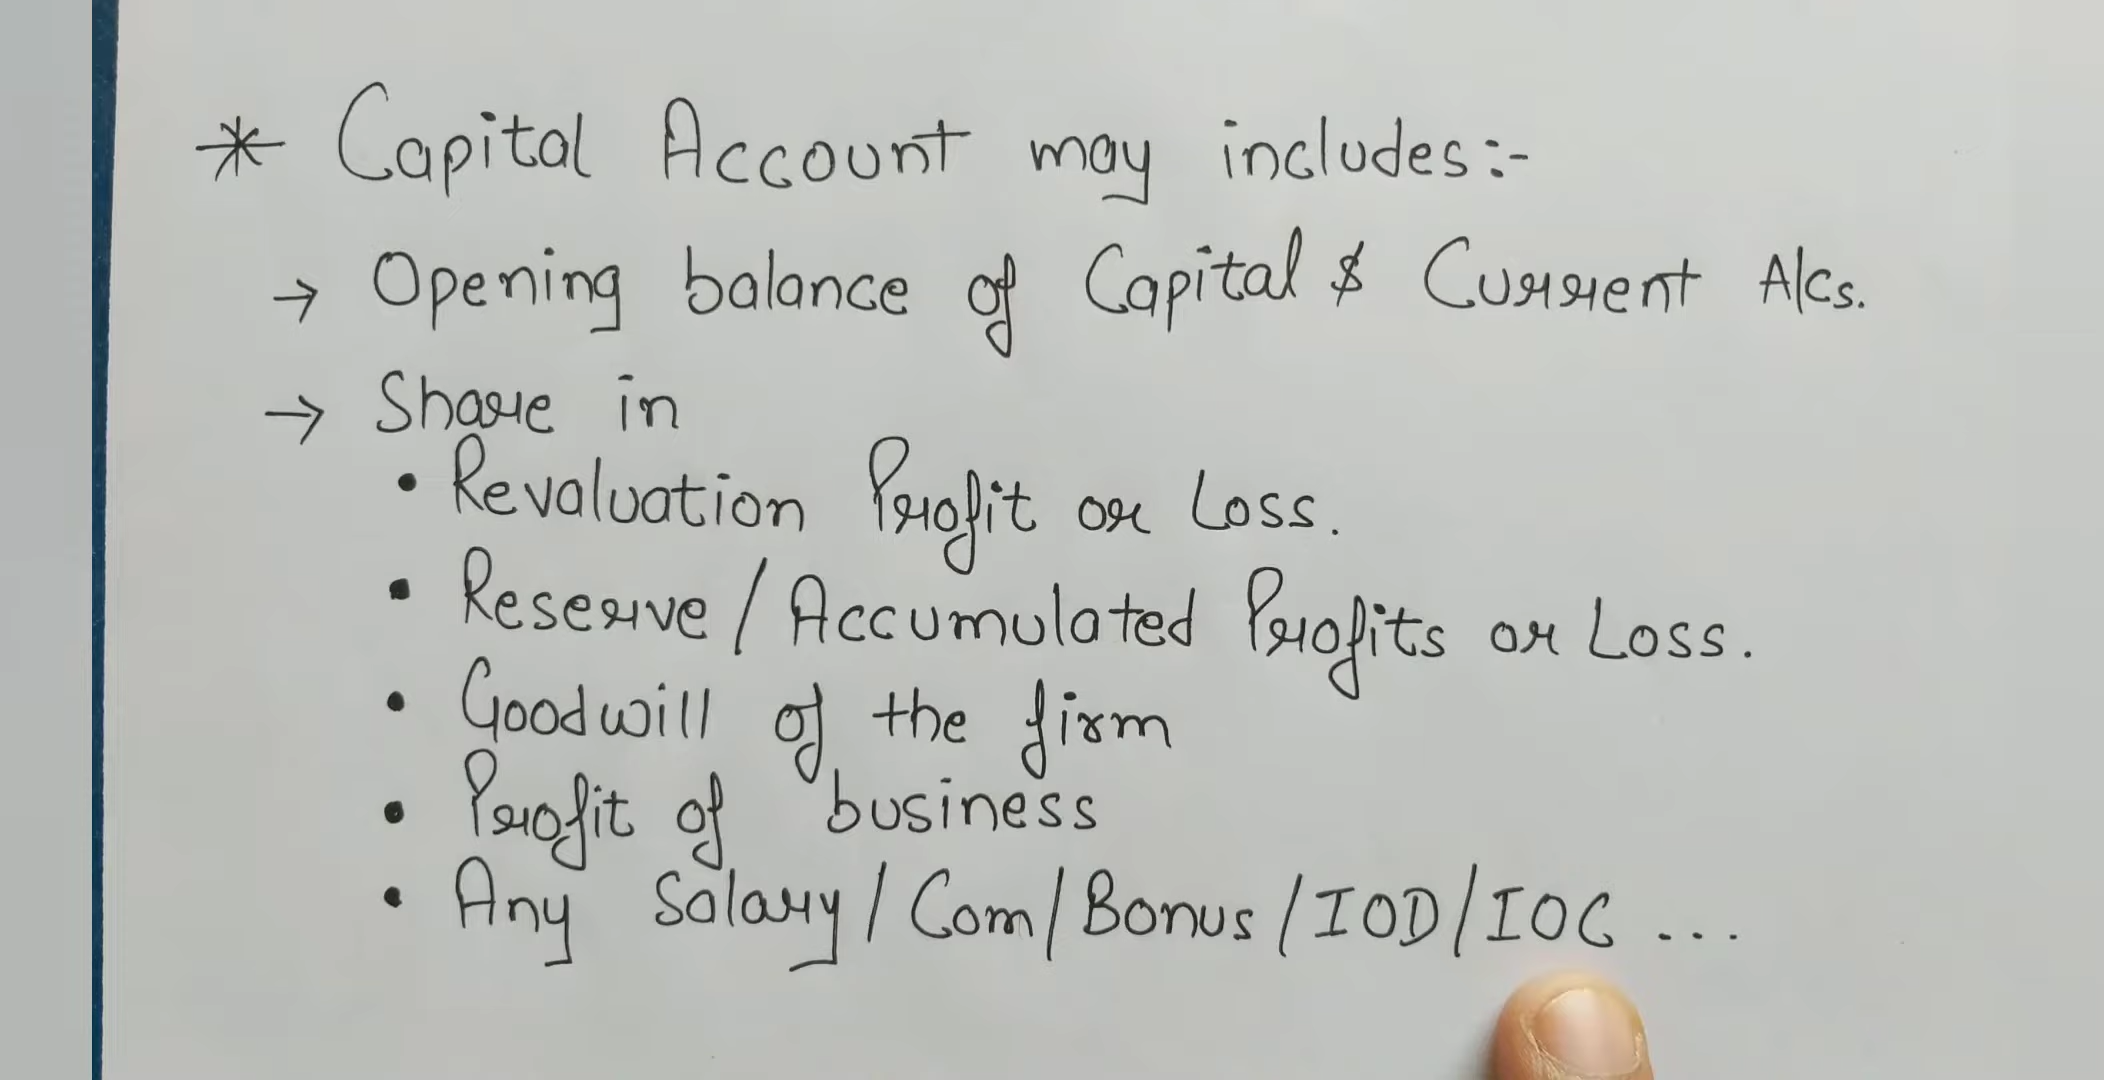 * Capital Account may includes:-
→ Opening balance of Capital & Current A/cs.
→ Share in
• Revaluation Profit or Loss.
• Reserve / Accumulated Profits or Loss.
• Goodwill of the firm
• Profit of business
• Any Salary / Com / Bonus / IOD / IOC ...